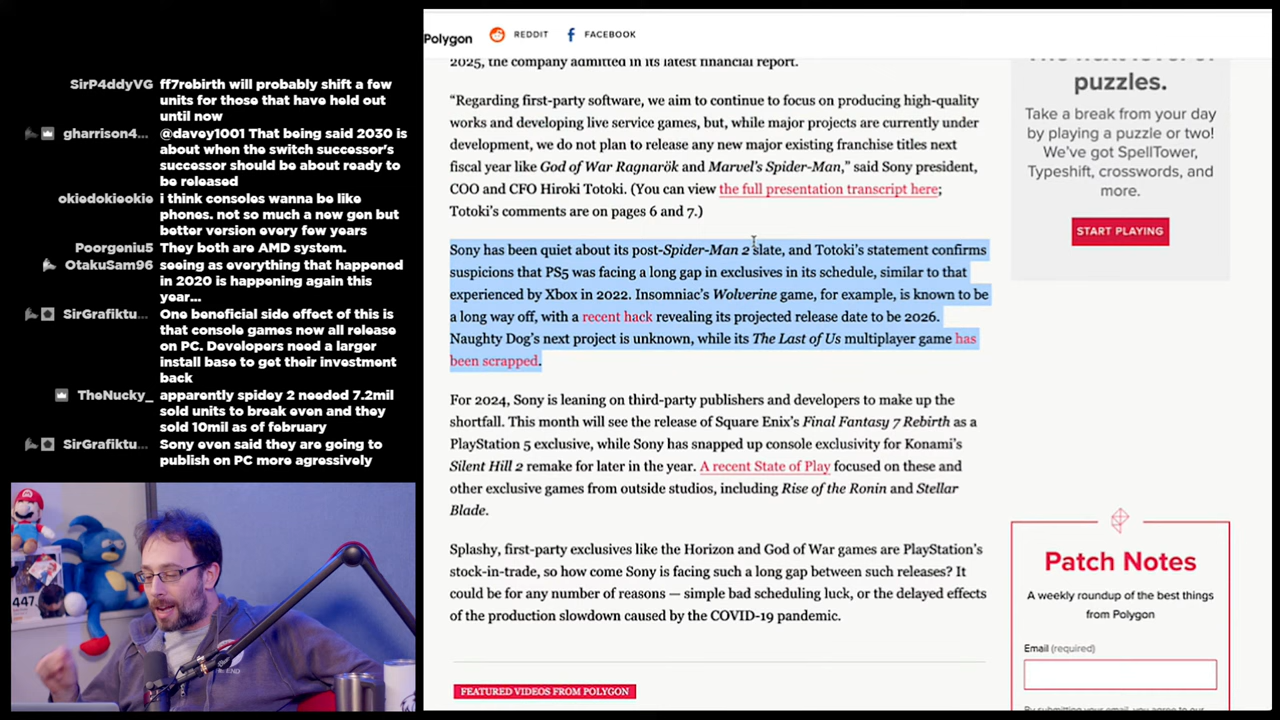 SirP4ddyVG ff7rebirth will probably shift a few
units for those that have held out
until now
gharrison4... @davey1001 That being said 2030 is
about when the switch successor's
successor should be about ready to
be released
okiedokieokie i think consoles wanna be like
phones. not so much a new gen but
better version every few years
Poorgeniu5 They both are AMD system.
OtakuSam96 seeing as everything that happened
in 2020 is happening again this
year...
SirGrafiktu... One beneficial side effect of this is
that console games now all release
on PC. Developers need a larger
install base to get their investment
back
TheNucky_ apparently spidey 2 needed 7.2mil
sold units to break even and they
sold 10mil as of february
SirGrafiktu... Sony even said they are going to
publish on PC more agressively
447
END
Polygon REDDIT FACEBOOK
2025, the company admitted in its latest financial report.
“Regarding first-party software, we aim to continue to focus on producing high-quality
works and developing live service games, but, while major projects are currently under
development, we do not plan to release any new major existing franchise titles next
fiscal year like God of War Ragnarök and Marvel’s Spider-Man,” said Sony president,
COO and CFO Hiroki Totoki. (You can view the full presentation transcript here;
Totoki’s comments are on pages 6 and 7.)
Sony has been quiet about its post-Spider-Man 2 slate, and Totoki’s statement confirms
suspicions that PS5 was facing a long gap in exclusives in its schedule, similar to that
experienced by Xbox in 2022. Insomniac’s Wolverine game, for example, is known to be
a long way off, with a recent hack revealing its projected release date to be 2026.
Naughty Dog’s next project is unknown, while its The Last of Us multiplayer game has
been scrapped.
For 2024, Sony is leaning on third-party publishers and developers to make up the
shortfall. This month will see the release of Square Enix’s Final Fantasy 7 Rebirth as a
PlayStation 5 exclusive, while Sony has snapped up console exclusivity for Konami’s
Silent Hill 2 remake for later in the year. A recent State of Play focused on these and
other exclusive games from outside studios, including Rise of the Ronin and Stellar
Blade.
Splashy, first-party exclusives like the Horizon and God of War games are PlayStation’s
stock-in-trade, so how come Sony is facing such a long gap between such releases? It
could be for any number of reasons — simple bad scheduling luck, or the delayed effects
of the production slowdown caused by the COVID-19 pandemic.
FEATURED VIDEOS FROM POLYGON
puzzles.
Take a break from your day
by playing a puzzle or two!
We’ve got SpellTower,
Typeshift, crosswords, and
more.
START PLAYING
Patch Notes
A weekly roundup of the best things
from Polygon
Email (required)